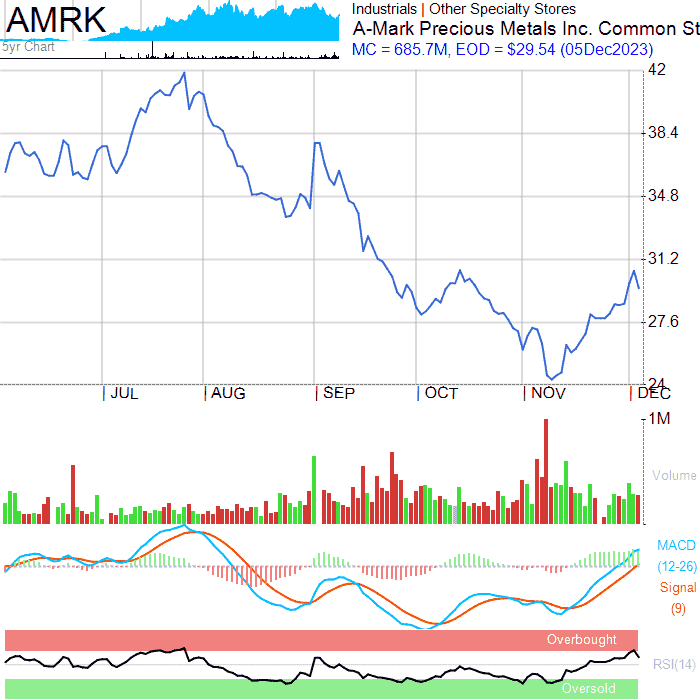 AMRK
5yr Chart
Industrials | Other Specialty Stores
A-Mark Precious Metals Inc. Common St
MC = 685.7M, EOD = $29.54 (05Dec2023)
42
38.4
34.8
31.2
27.6
24
JUL AUG SEP OCT NOV DEC
1M
Volume
MACD
(12-26)
Signal
(9)
Overbought
RSI(14)
Oversold